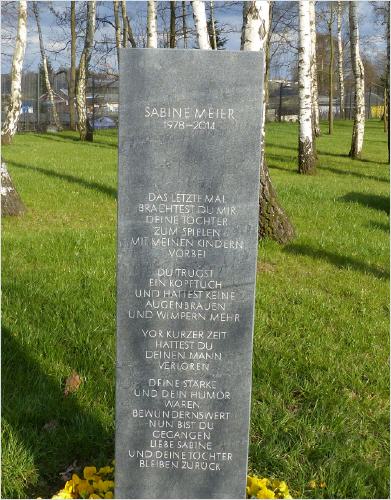 SABINE MEIER
1978–2014
DAS LETZTE MAL
BRACHTEST DU MIR
DEINE TÖCHTER
ZUM SPIELEN
MIT MEINEN KINDERN
VORBEI
DU TRUGST
EIN KOPFTUCH
UND HATTEST KEINE
AUGENBRAUEN
UND WIMPERN MEHR
VOR KURZER ZEIT
HATTEST DU
DEINEN MANN
VERLOREN
DEINE STÄRKE
UND DEIN HUMOR
WAREN
BEWUNDERNSWERT
NUN BIST DU
GEGANGEN
LIEBE SABINE
UND DEINE TÖCHTER
BLEIBEN ZURÜCK